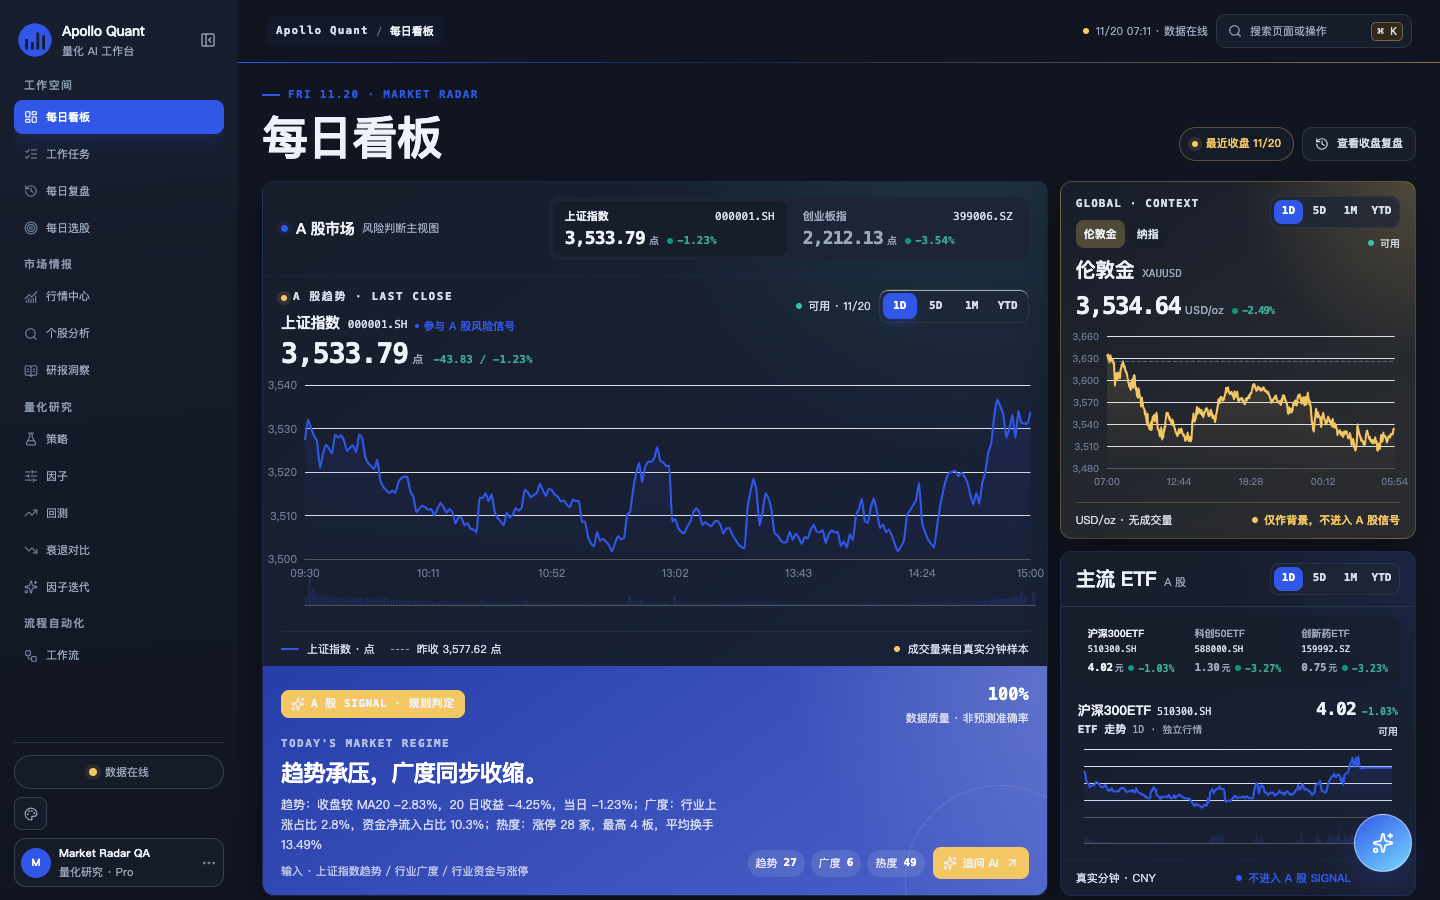 Apollo Quant
量化 AI 工作台
工作空间
每日看板
工作任务
每日复盘
每日选股
市场情报
行情中心
个股分析
研报洞察
量化研究
策略
因子
回测
衰退对比
因子迭代
流程自动化
工作流
数据在线
M
Market Radar QA
量化研究 · Pro
Apollo Quant / 每日看板
11/20 07:11 · 数据在线
搜索页面或操作
⌘ K
FRI 11.20 · MARKET RADAR
每日看板
最近收盘 11/20
查看收盘复盘
A 股市场 风险判断主视图
上证指数 000001.SH
3,533.79 点 −1.23%
创业板指 399006.SZ
2,212.13 点 −3.54%
A 股趋势 · LAST CLOSE
上证指数 000001.SH 参与 A 股风险信号
3,533.79 点 −43.83 / −1.23%
可用 · 11/20
1D 5D 1M YTD
3,540
3,530
3,520
3,510
3,500
09:30 10:11 10:52 13:02 13:43 14:24 15:00
上证指数 · 点 昨收 3,577.62 点
成交量来自真实分钟样本
A 股 SIGNAL · 规则判定
100%
数据质量 · 非预测准确率
TODAY'S MARKET REGIME
趋势承压，广度同步收缩。
趋势：收盘较 MA20 −2.83%，20 日收益 −4.25%，当日 −1.23%；广度：行业上
涨占比 2.8%，资金净流入占比 10.3%；热度：涨停 28 家，最高 4 板，平均换手
13.49%
输入 · 上证指数趋势 / 行业广度 / 行业资金与涨停
趋势 27
广度 6
热度 49
追问 AI
GLOBAL · CONTEXT
1D 5D 1M YTD
伦敦金 纳指
可用
伦敦金 XAUUSD
3,534.64 USD/oz −2.49%
3,660
3,630
3,600
3,570
3,540
3,510
3,480
07:00 12:44 18:28 00:12 05:54
USD/oz · 无成交量
仅作背景，不进入 A 股信号
主流 ETF A 股
1D 5D 1M YTD
沪深300ETF
510300.SH
4.02 元 −1.03%
科创50ETF
588000.SH
1.30 元 −3.27%
创新药ETF
159992.SZ
0.75 元 −3.23%
沪深300ETF 510300.SH
4.02 −1.03%
ETF 走势 1D · 独立行情
可用
真实分钟 · CNY
不进入 A 股 SIGNAL